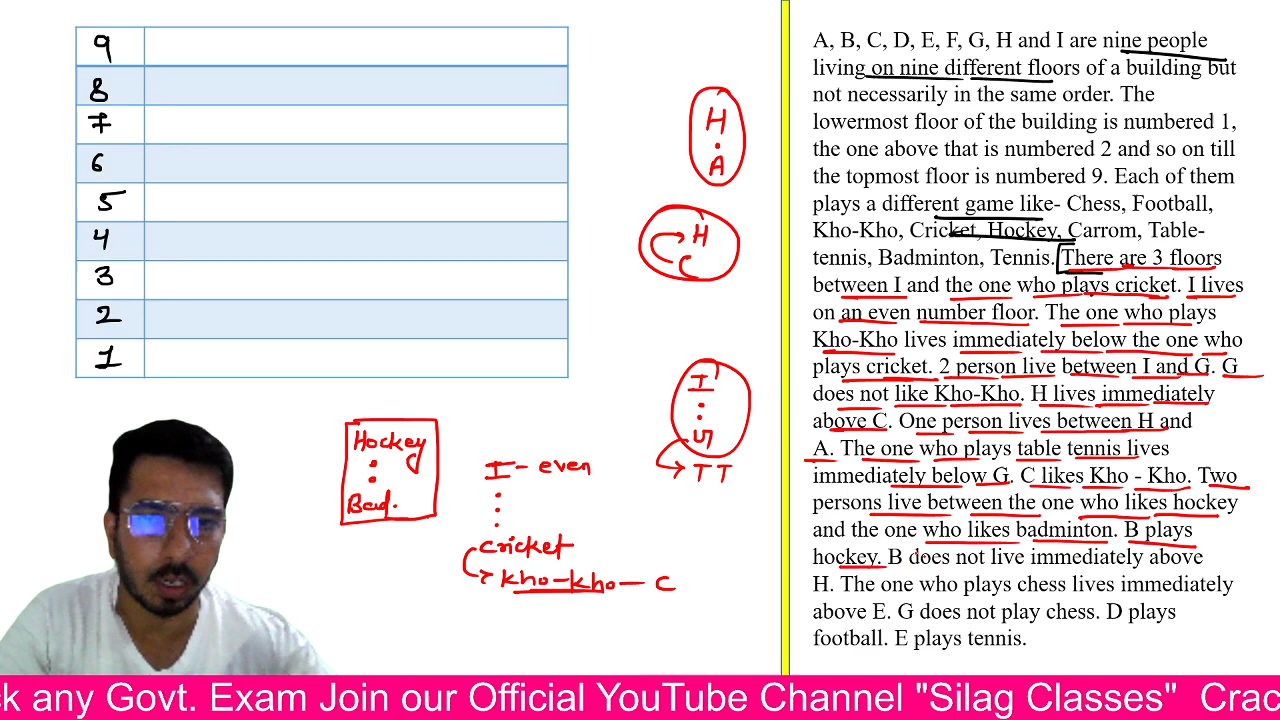 9
8
7
6
5
4
3
2
1
H
A
H
C
I
G
TT
Hockey
Bad.
I - even
cricket
Kho-Kho - C
A, B, C, D, E, F, G, H and I are nine people
living on nine different floors of a building but
not necessarily in the same order. The
lowermost floor of the building is numbered 1,
the one above that is numbered 2 and so on till
the topmost floor is numbered 9. Each of them
plays a different game like- Chess, Football,
Kho-Kho, Cricket, Hockey, Carrom, Table-
tennis, Badminton, Tennis. There are 3 floors
between I and the one who plays cricket. I lives
on an even number floor. The one who plays
Kho-Kho lives immediately below the one who
plays cricket. 2 person live between I and G. G
does not like Kho-Kho. H lives immediately
above C. One person lives between H and
A. The one who plays table tennis lives
immediately below G. C likes Kho - Kho. Two
persons live between the one who likes hockey
and the one who likes badminton. B plays
hockey. B does not live immediately above
H. The one who plays chess lives immediately
above E. G does not play chess. D plays
football. E plays tennis.
ck any Govt. Exam Join our Official YouTube Channel "Silag Classes" Crac